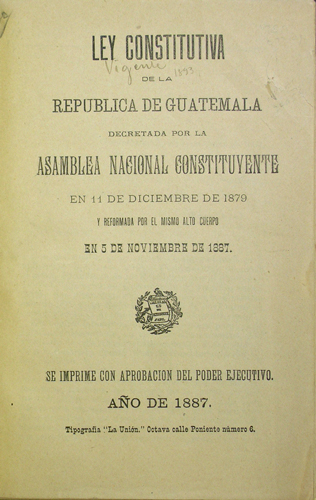 LEY CONSTITUTIVA
Vigente 1893
DE LA
REPUBLICA DE GUATEMALA
DECRETADA POR LA
ASAMBLEA NACIONAL CONSTITUYENTE
EN 11 DE DICIEMBRE DE 1879
Y REFORMADA POR EL MISMO ALTO CUERPO
EN 5 DE NOVIEMBRE DE 1887.
SE IMPRIME CON APROBACION DEL PODER EJECUTIVO.
AÑO DE 1887.
Tipografía "La Unión." Octava calle Poniente número 6.